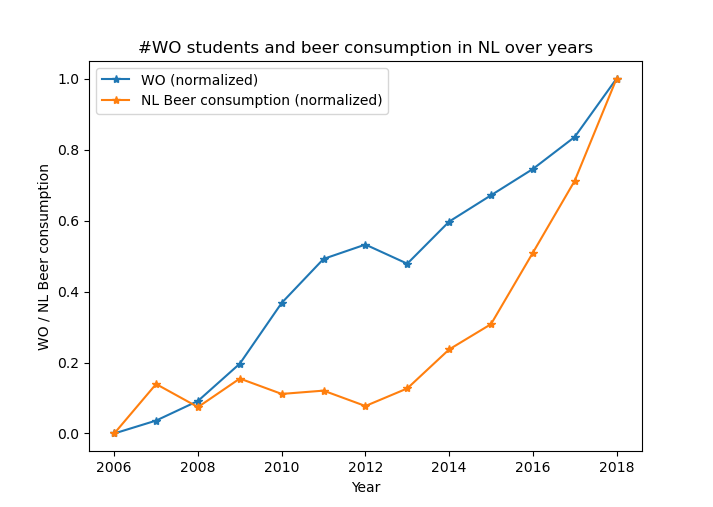 #WO students and beer consumption in NL over years
WO (normalized)
NL Beer consumption (normalized)
1.0
0.8
0.6
0.4
0.2
0.0
WO / NL Beer consumption
2006 2008 2010 2012 2014 2016 2018
Year